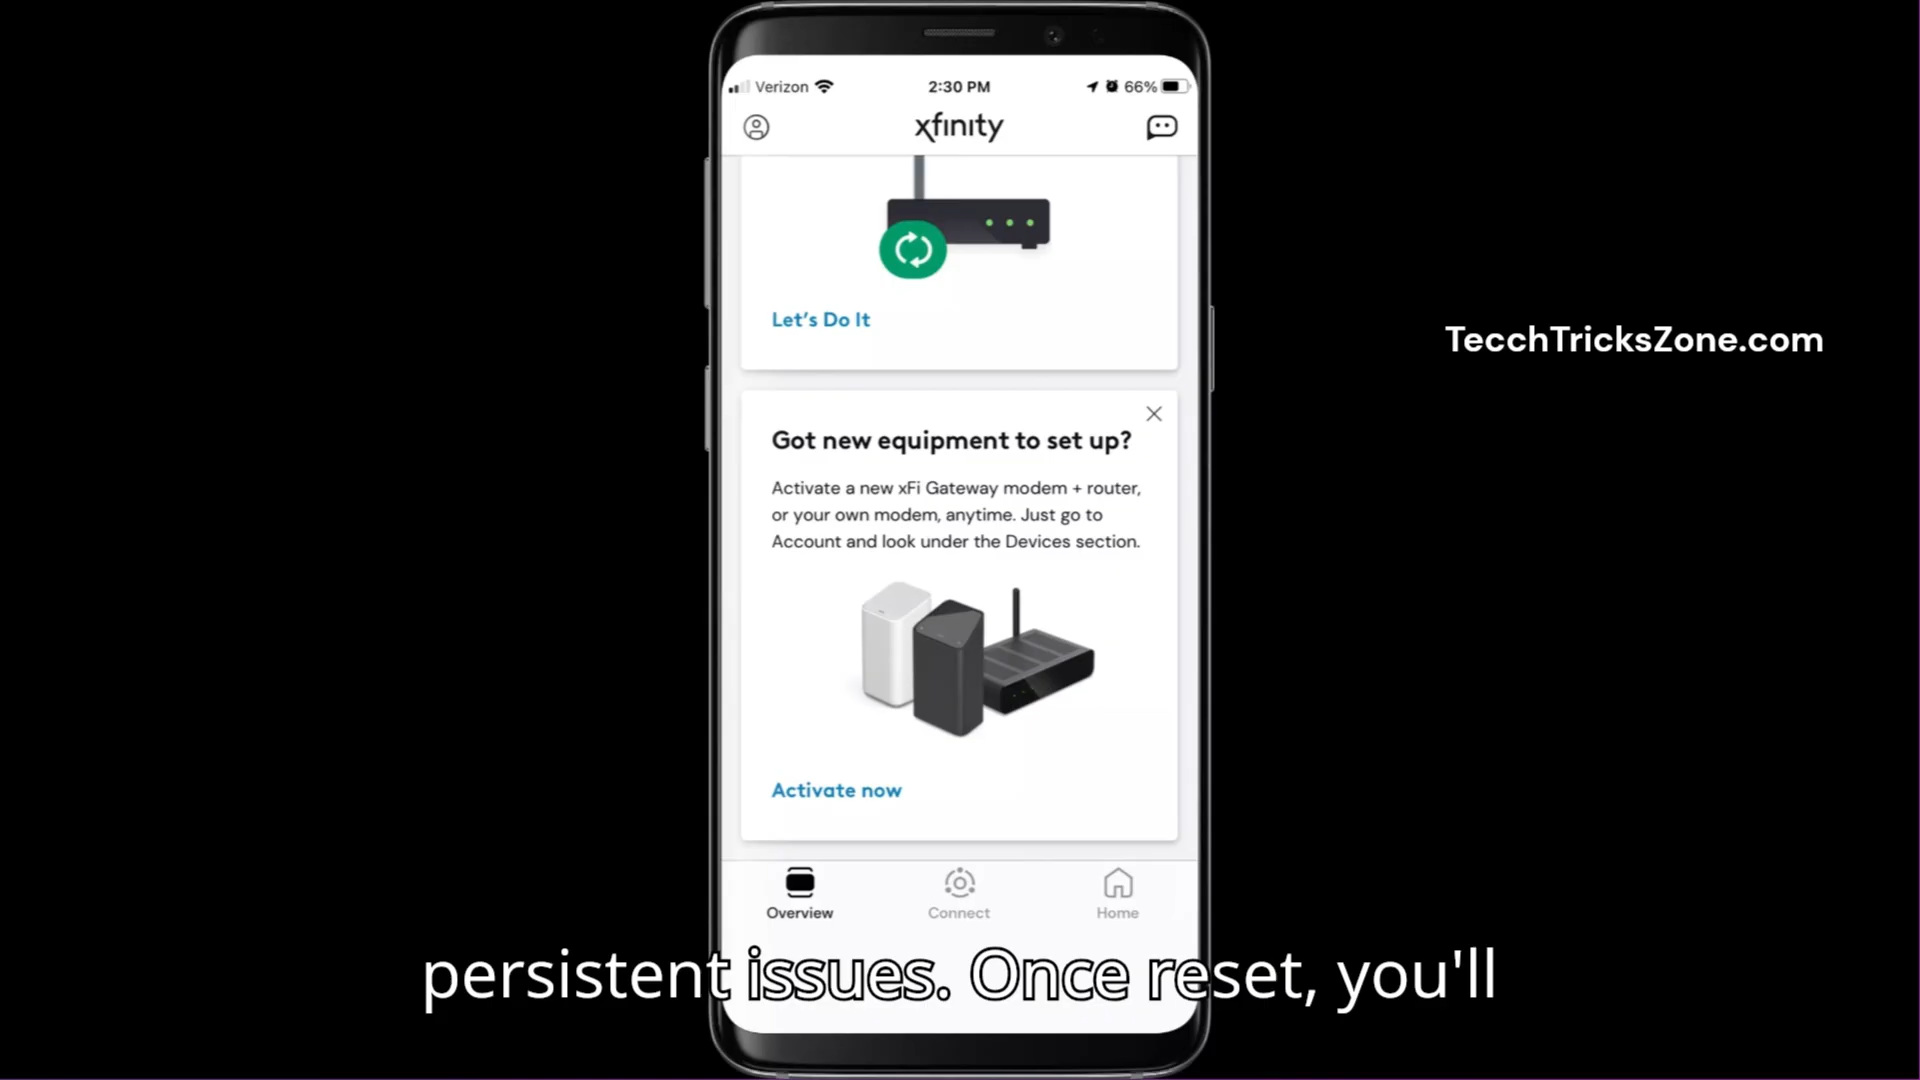 Verizon 2:30 PM 66%
xfinity
Let's Do It
TecchTricksZone.com
Got new equipment to set up?
Activate a new xFi Gateway modem + router,
or your own modem, anytime. Just go to
Account and look under the Devices section.
Activate now
Overview Connect Home
persistent issues. Once reset, you'll